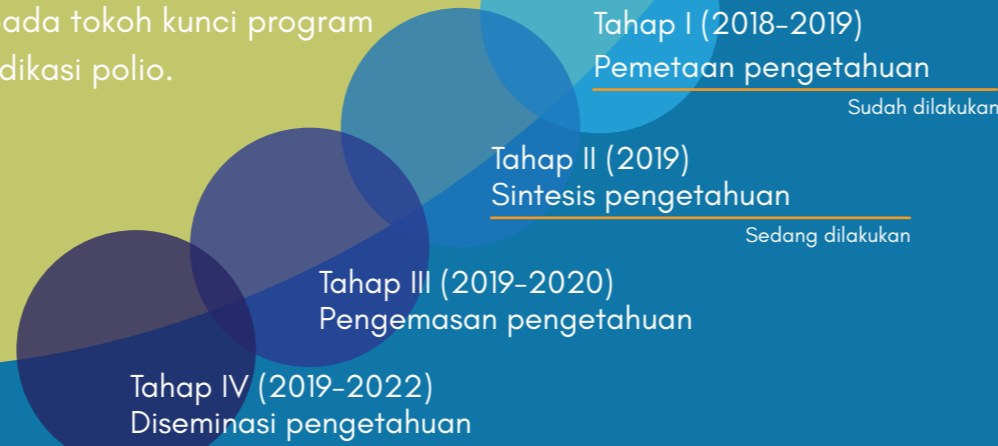 ada tokoh kunci program
dikasi polio.
Tahap I (2018-2019)
Pemetaan pengetahuan
Sudah dilakukan
Tahap II (2019)
Sintesis pengetahuan
Sedang dilakukan
Tahap III (2019-2020)
Pengemasan pengetahuan
Tahap IV (2019-2022)
Diseminasi pengetahuan